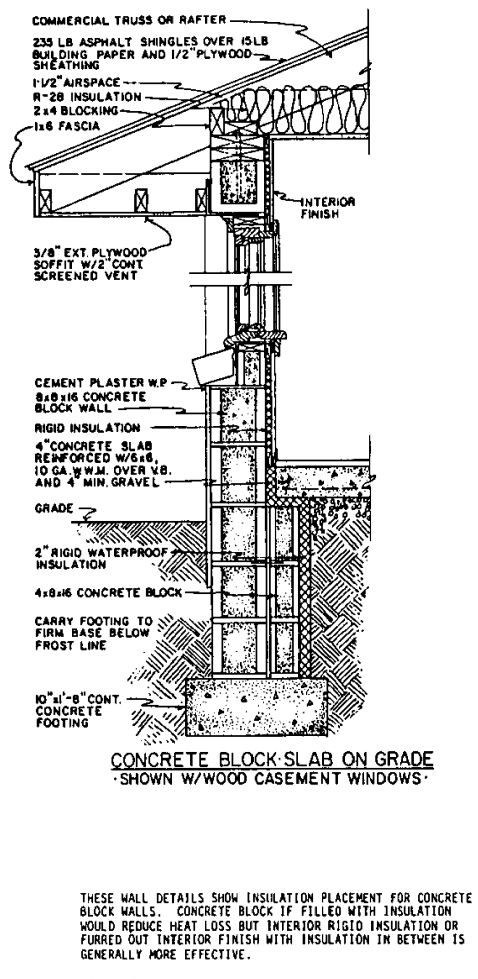 COMMERCIAL TRUSS OR RAFTER
235 LB ASPHALT SHINGLES OVER 15LB
BUILDING PAPER AND 1/2" PLYWOOD
SHEATHING
1-1/2" AIRSPACE
R-28 INSULATION
2x4 BLOCKING
1x6 FASCIA
INTERIOR
FINISH
3/8" EXT. PLYWOOD
SOFFIT W/2" CONT.
SCREENED VENT
CEMENT PLASTER W.P.
8x8x16 CONCRETE
BLOCK WALL
RIGID INSULATION
4" CONCRETE SLAB
REINFORCED W/6x6,
10 GA. W.W.M. OVER V.B.
AND 4" MIN. GRAVEL
GRADE
2" RIGID WATERPROOF
INSULATION
4x8x16 CONCRETE BLOCK
CARRY FOOTING TO
FIRM BASE BELOW
FROST LINE
10"x1'-8" CONT.
CONCRETE
FOOTING
CONCRETE BLOCK·SLAB ON GRADE
·SHOWN W/WOOD CASEMENT WINDOWS·
THESE WALL DETAILS SHOW INSULATION PLACEMENT FOR CONCRETE
BLOCK WALLS. CONCRETE BLOCK IF FILLED WITH INSULATION
WOULD REDUCE HEAT LOSS BUT INTERIOR RIGID INSULATION OR
FURRED OUT INTERIOR FINISH WITH INSULATION IN BETWEEN IS
GENERALLY MORE EFFECTIVE.